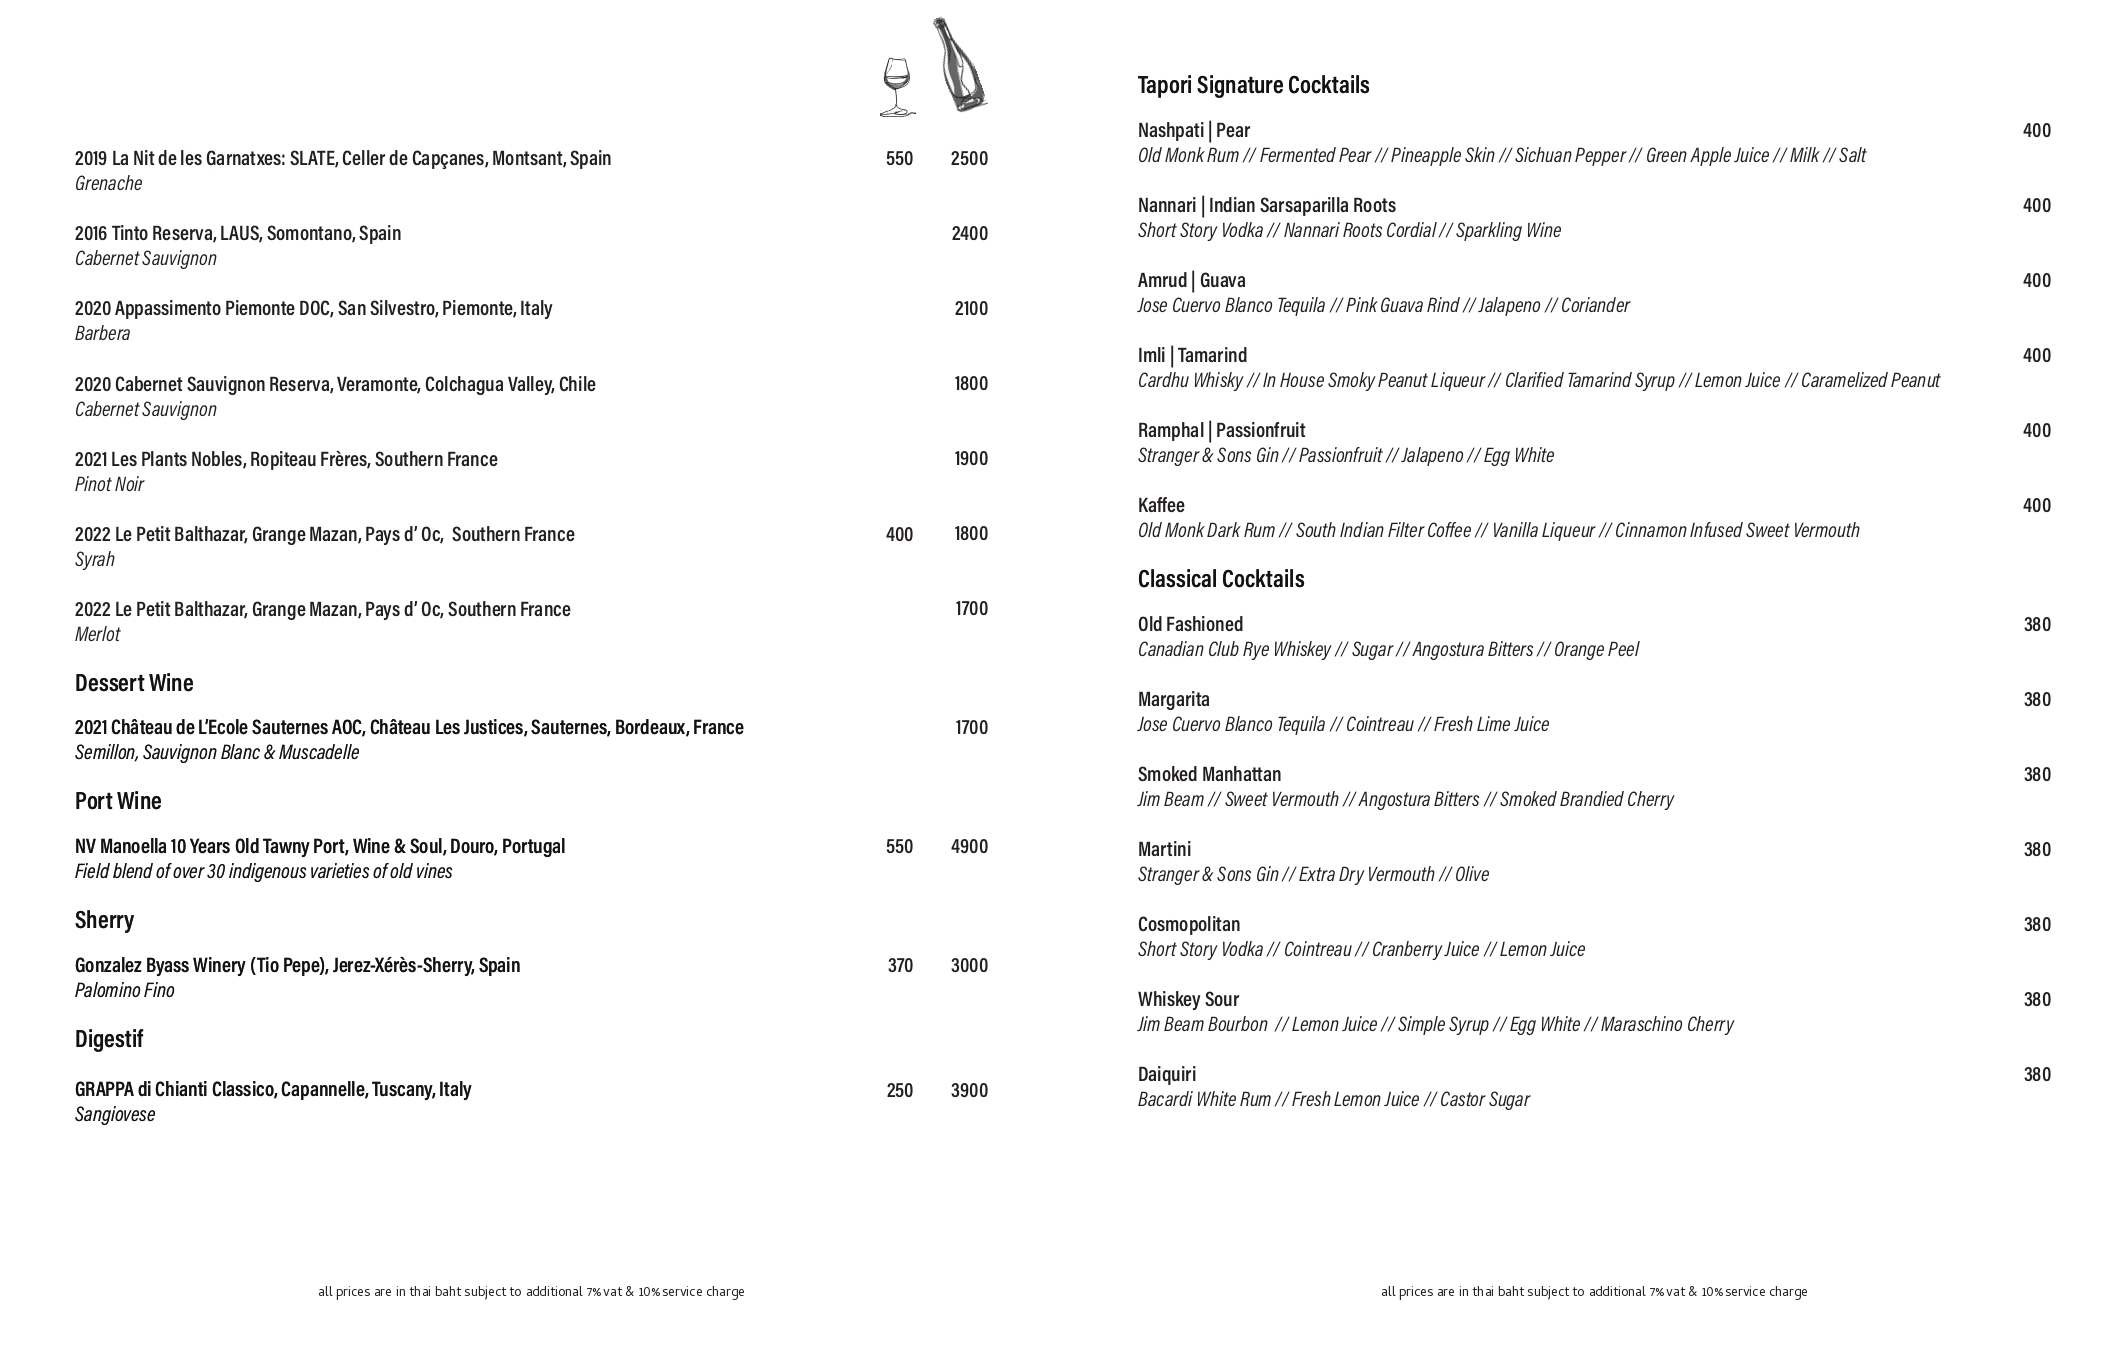 2019 La Nit de les Garnatxes: SLATE, Celler de Capçanes, Montsant, Spain 550 2500
Grenache
2016 Tinto Reserva, LAUS, Somontano, Spain 2400
Cabernet Sauvignon
2020 Appassimento Piemonte DOC, San Silvestro, Piemonte, Italy 2100
Barbera
2020 Cabernet Sauvignon Reserva, Veramonte, Colchagua Valley, Chile 1800
Cabernet Sauvignon
2021 Les Plants Nobles, Ropiteau Frères, Southern France 1900
Pinot Noir
2022 Le Petit Balthazar, Grange Mazan, Pays d’ Oc, Southern France 400 1800
Syrah
2022 Le Petit Balthazar, Grange Mazan, Pays d’ Oc, Southern France 1700
Merlot
Dessert Wine
2021 Château de L’Ecole Sauternes AOC, Château Les Justices, Sauternes, Bordeaux, France 1700
Semillon, Sauvignon Blanc & Muscadelle
Port Wine
NV Manoella 10 Years Old Tawny Port, Wine & Soul, Douro, Portugal 550 4900
Field blend of over 30 indigenous varieties of old vines
Sherry
Gonzalez Byass Winery (Tio Pepe), Jerez-Xérès-Sherry, Spain 370 3000
Palomino Fino
Digestif
GRAPPA di Chianti Classico, Capannelle, Tuscany, Italy 250 3900
Sangiovese
all prices are in thai baht subject to additional 7% vat & 10% service charge
Tapori Signature Cocktails
Nashpati | Pear 400
Old Monk Rum // Fermented Pear // Pineapple Skin // Sichuan Pepper // Green Apple Juice // Milk // Salt
Nannari | Indian Sarsaparilla Roots 400
Short Story Vodka // Nannari Roots Cordial // Sparkling Wine
Amrud | Guava 400
Jose Cuervo Blanco Tequila // Pink Guava Rind // Jalapeno // Coriander
Imli | Tamarind 400
Cardhu Whisky // In House Smoky Peanut Liqueur // Clarified Tamarind Syrup // Lemon Juice // Caramelized Peanut
Ramphal | Passionfruit 400
Stranger & Sons Gin // Passionfruit // Jalapeno // Egg White
Kaffee 400
Old Monk Dark Rum // South Indian Filter Coffee // Vanilla Liqueur // Cinnamon Infused Sweet Vermouth
Classical Cocktails
Old Fashioned 380
Canadian Club Rye Whiskey // Sugar // Angostura Bitters // Orange Peel
Margarita 380
Jose Cuervo Blanco Tequila // Cointreau // Fresh Lime Juice
Smoked Manhattan 380
Jim Beam // Sweet Vermouth // Angostura Bitters // Smoked Brandied Cherry
Martini 380
Stranger & Sons Gin // Extra Dry Vermouth // Olive
Cosmopolitan 380
Short Story Vodka // Cointreau // Cranberry Juice // Lemon Juice
Whiskey Sour 380
Jim Beam Bourbon // Lemon Juice // Simple Syrup // Egg White // Maraschino Cherry
Daiquiri 380
Bacardi White Rum // Fresh Lemon Juice // Castor Sugar
all prices are in thai baht subject to additional 7% vat & 10% service charge